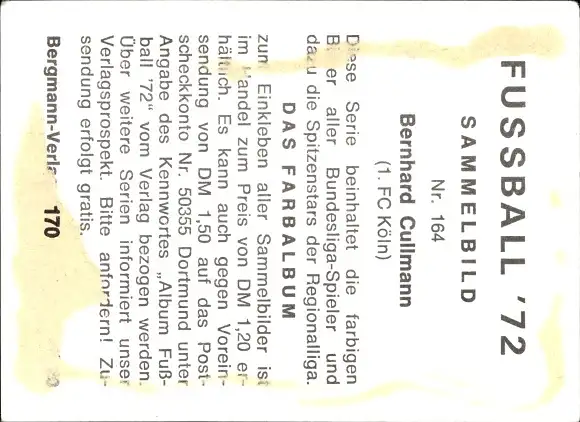 FUSSBALL '72
SAMMELBILD
Nr. 164
Bernhard Cullmann
(1. FC Köln)
Serie beinhaltet die farbigen
aller Bundesliga-Spieler und
die Spitzenstars der Regionalliga.
DAS FARBALBUM
zum Einkleben aller Sammelbilder ist
im Handel zum Preis von DM 1,20 er-
hältlich. Es kann auch gegen Vorein-
sendung von DM 1,50 auf das Post-
scheckkonto Nr. 50355 Dortmund unter
Angabe des Kennwortes „Album Fuß-
ball '72" vom Verlag bezogen werden.
Über weitere Serien informiert unser
Verlagsprospekt. Bitte anfordern! Zu-
sendung erfolgt gratis.
Bergmann-Verlag 170